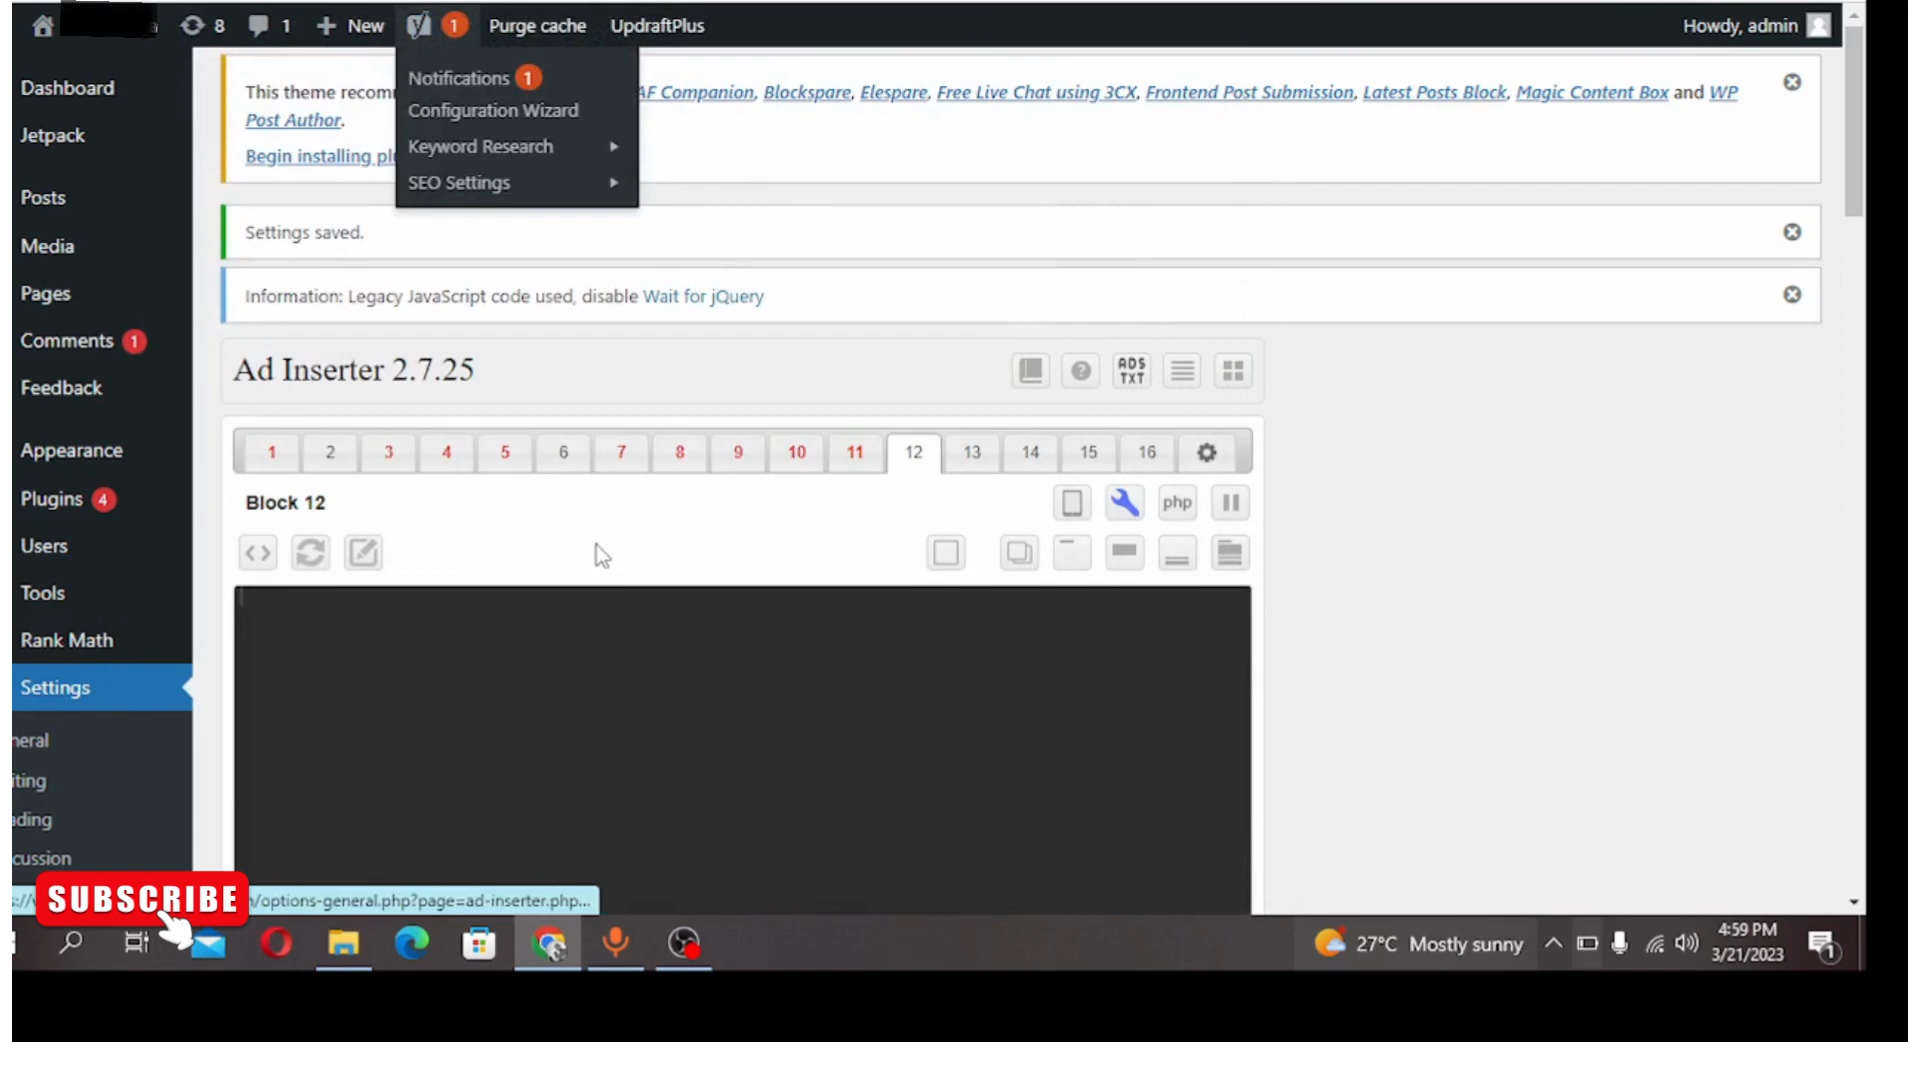 8 1 New 1 Purge cache UpdraftPlus Howdy, admin
Notifications 1
Configuration Wizard
Keyword Research
SEO Settings
Dashboard
Jetpack
Posts
Media
Pages
Comments 1
Feedback
Appearance
Plugins 4
Users
Tools
Rank Math
Settings
neral
iting
ading
cussion
This theme recom AF Companion, Blockspare, Elespare, Free Live Chat using 3CX, Frontend Post Submission, Latest Posts Block, Magic Content Box and WP
Post Author.
Begin installing pl
Settings saved.
Information: Legacy JavaScript code used, disable Wait for jQuery
Ad Inserter 2.7.25
ADS
TXT
1 2 3 4 5 6 7 8 9 10 11 12 13 14 15 16
Block 12
php
SUBSCRIBE
/options-general.php?page=ad-inserter.php...
27°C Mostly sunny
4:59 PM
3/21/2023
1